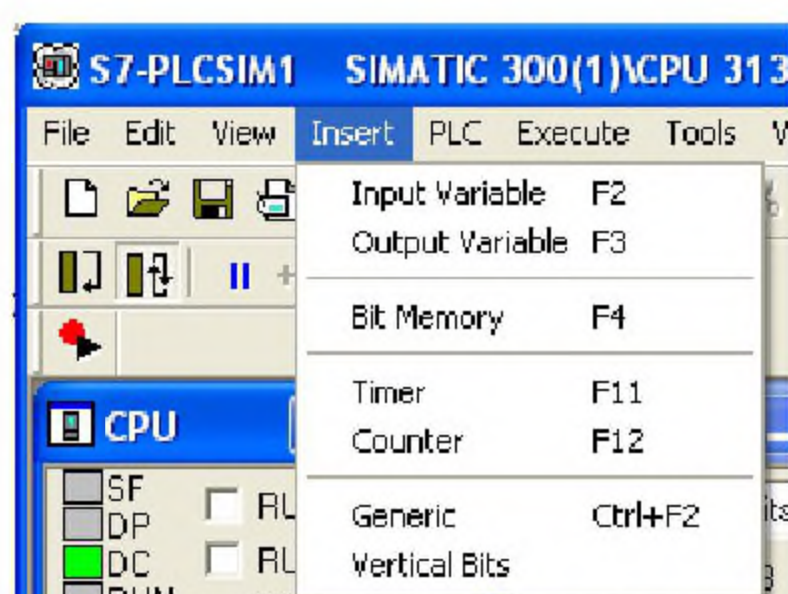 S7-PLCSIM1 SIMATIC 300(1)\CPU 313
File Edit View Insert PLC Execute Tools
Input Variable F2
Output Variable F3
Bit Memory F4
Timer F11
Counter F12
CPU
SF
DP
DC
Generic Ctrl+F2
Vertical Bits